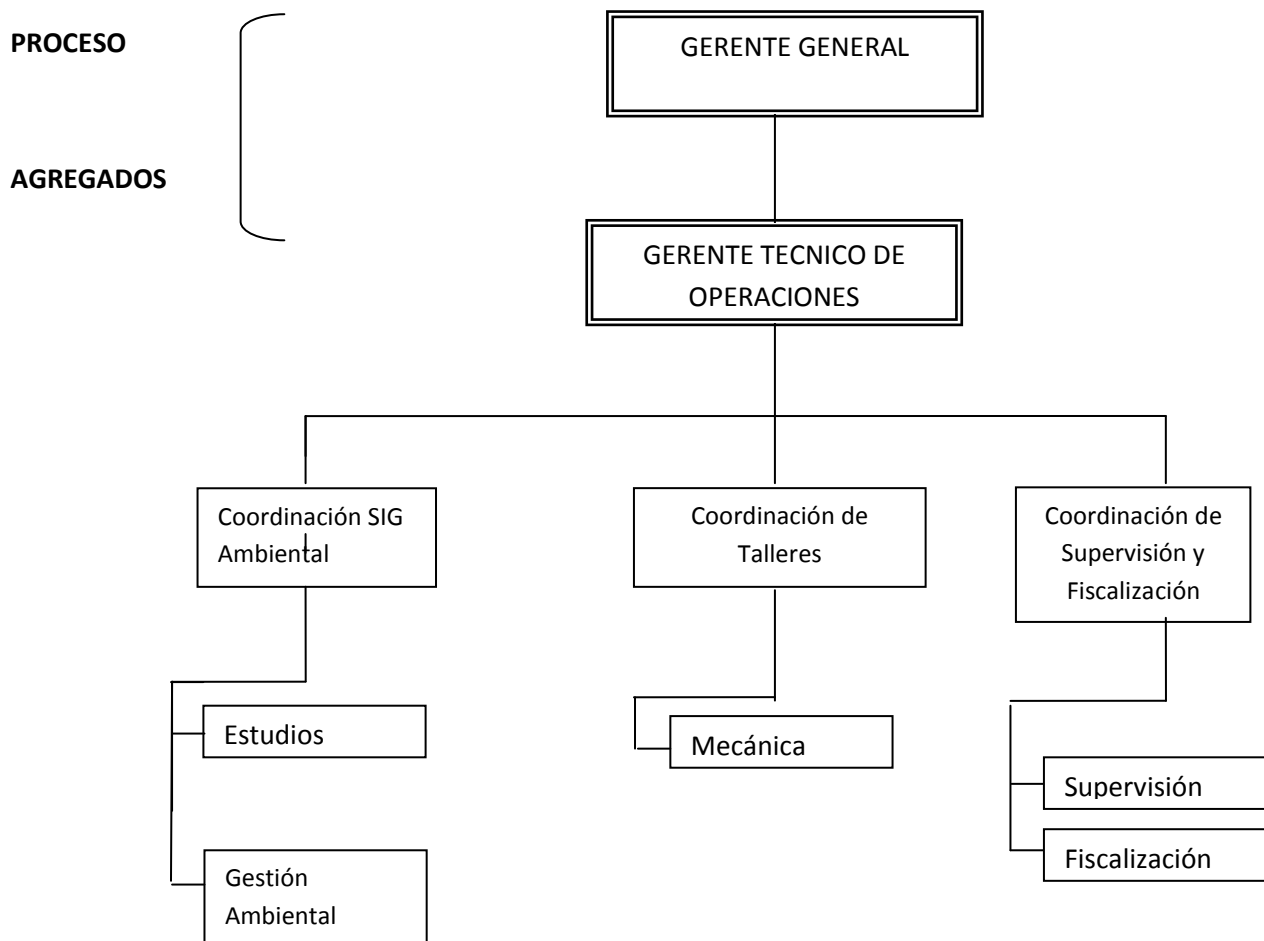 PROCESO
GERENTE GENERAL
AGREGADOS
GERENTE TECNICO DE
OPERACIONES
Coordinación SIG
Ambiental
Coordinación de
Talleres
Coordinación de
Supervisión y
Fiscalización
Estudios
Mecánica
Supervisión
Fiscalización
Gestión
Ambiental